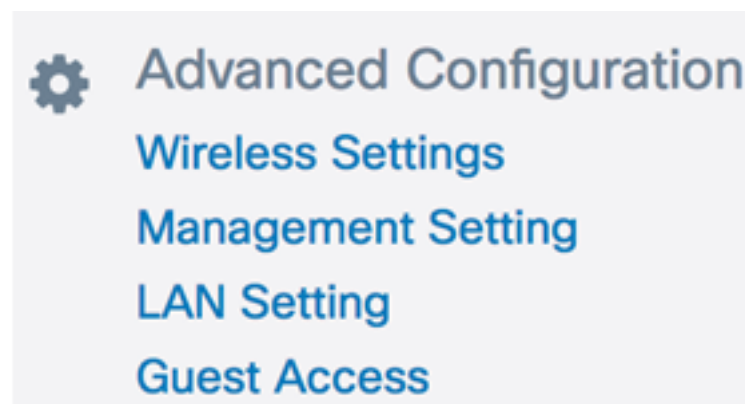 Advanced Configuration
Wireless Settings
Management Setting
LAN Setting
Guest Access